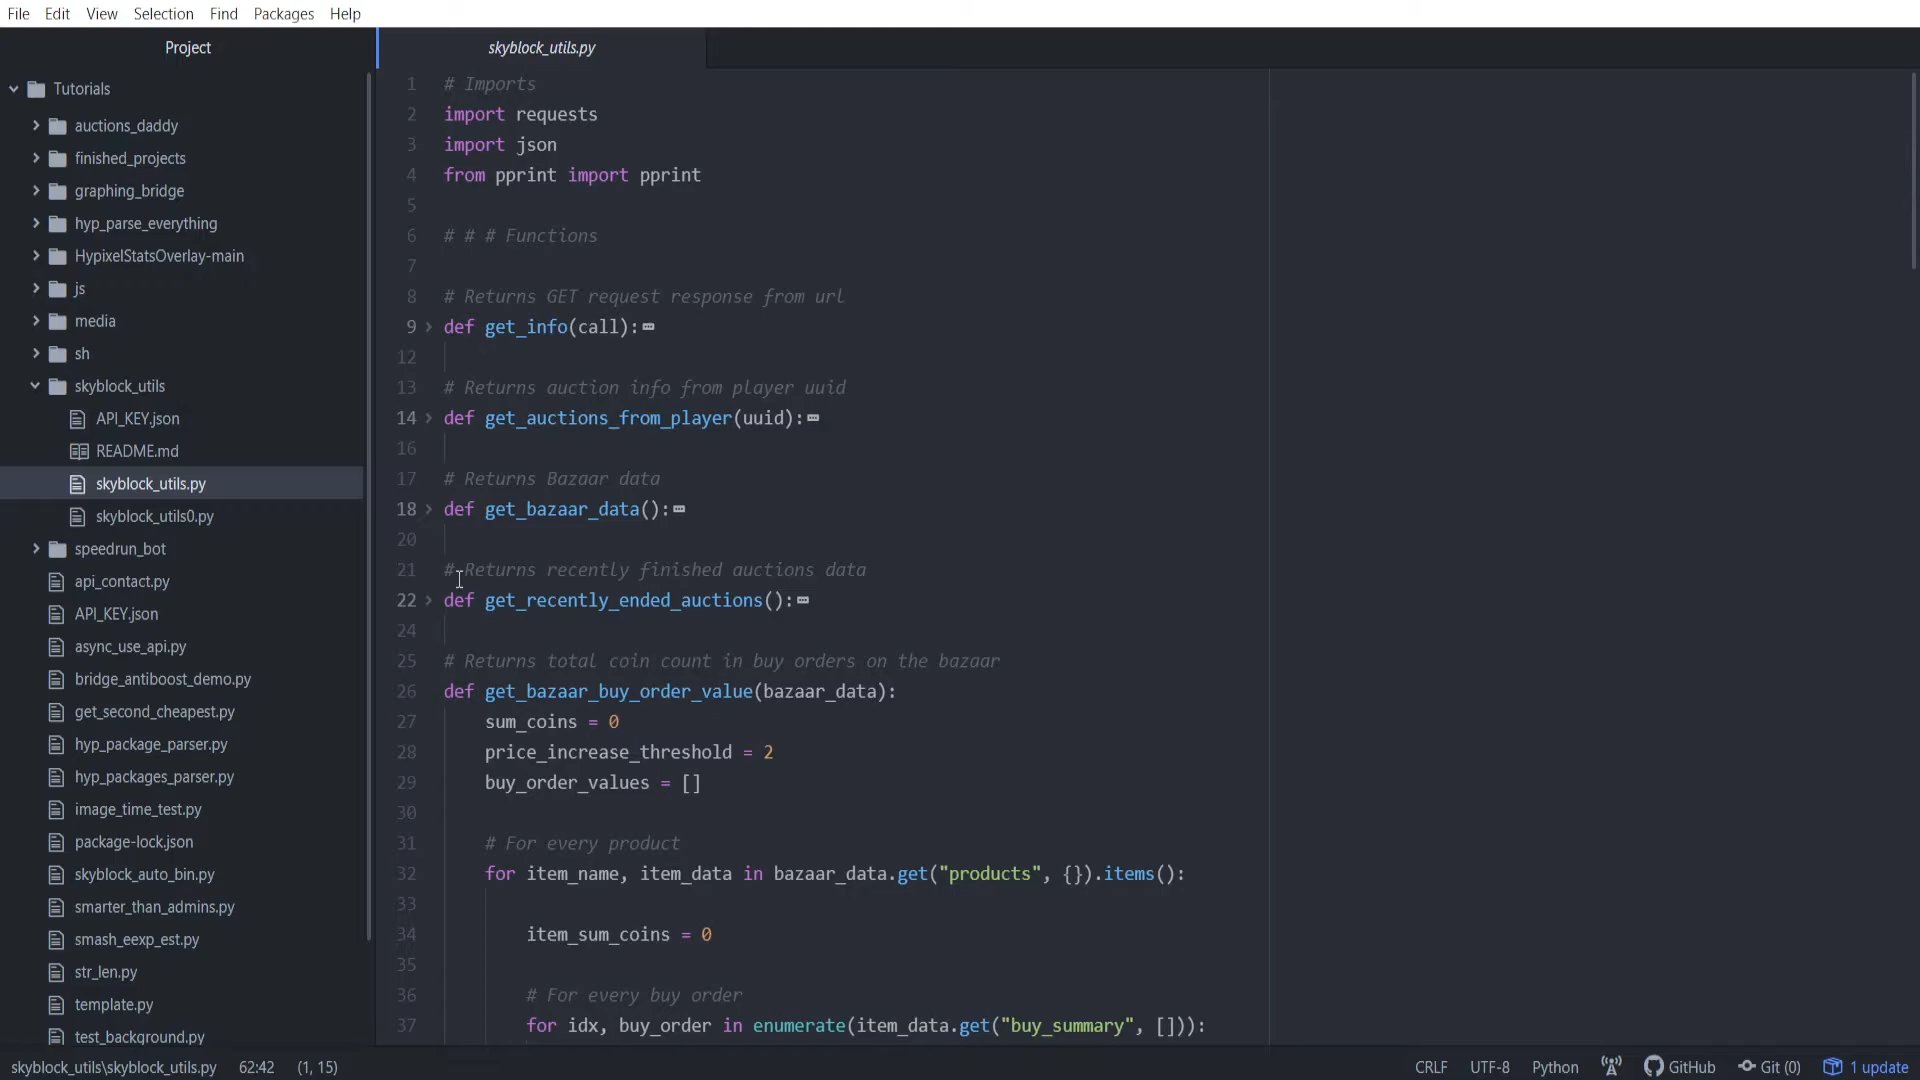 File Edit View Selection Find Packages Help
Project
skyblock_utils.py
Tutorials
auctions_daddy
finished_projects
graphing_bridge
hyp_parse_everything
HypixelStatsOverlay-main
js
media
sh
skyblock_utils
API_KEY.json
README.md
skyblock_utils.py
skyblock_utils0.py
speedrun_bot
api_contact.py
API_KEY.json
async_use_api.py
bridge_antiboost_demo.py
get_second_cheapest.py
hyp_package_parser.py
hyp_packages_parser.py
image_time_test.py
package-lock.json
skyblock_auto_bin.py
smarter_than_admins.py
smash_eexp_est.py
str_len.py
template.py
test_background.py
1 # Imports
2 import requests
3 import json
4 from pprint import pprint
5
6 # # # Functions
7
8 # Returns GET request response from url
9 def get_info(call):
12
13 # Returns auction info from player uuid
14 def get_auctions_from_player(uuid):
16
17 # Returns Bazaar data
18 def get_bazaar_data():
20
21 # Returns recently finished auctions data
22 def get_recently_ended_auctions():
24
25 # Returns total coin count in buy orders on the bazaar
26 def get_bazaar_buy_order_value(bazaar_data):
27 sum_coins = 0
28 price_increase_threshold = 2
29 buy_order_values = []
30
31 # For every product
32 for item_name, item_data in bazaar_data.get("products", {}).items():
33
34 item_sum_coins = 0
35
36 # For every buy order
37 for idx, buy_order in enumerate(item_data.get("buy_summary", [])):
skyblock_utils\skyblock_utils.py 62:42 (1, 15) CRLF UTF-8 Python GitHub Git (0) 1 update